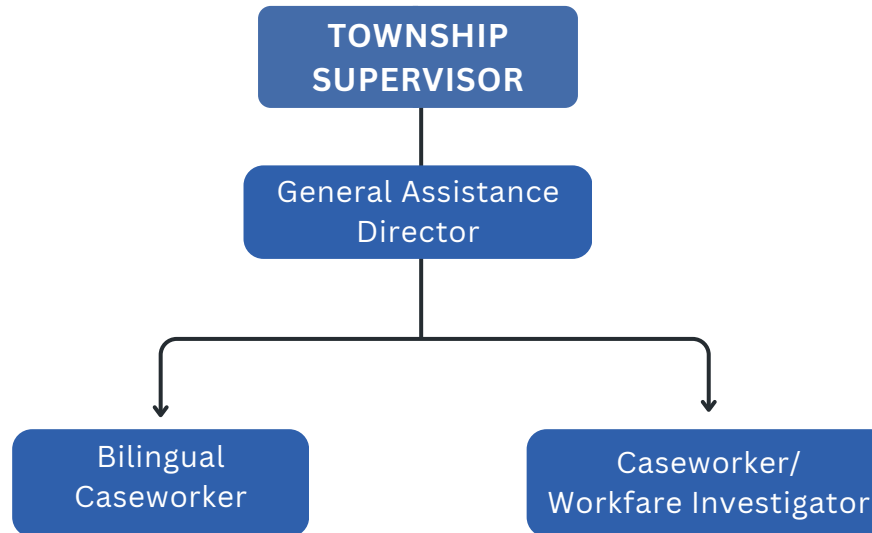 TOWNSHIP
SUPERVISOR
General Assistance
Director
Bilingual
Caseworker
Caseworker/
Workfare Investigator